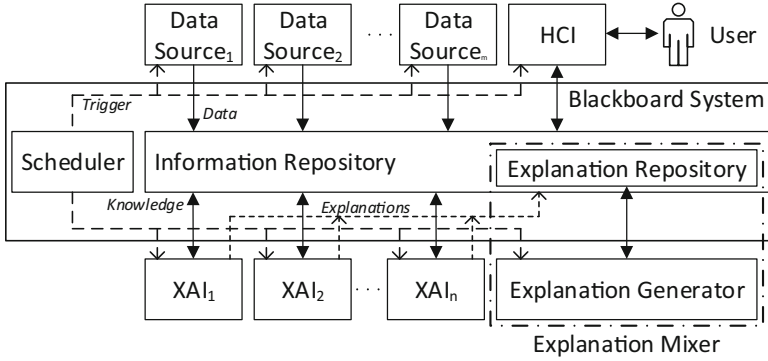 Data Source₁
Data Source₂
· · ·
Data Sourceₘ
HCI
User
Trigger
Data
Blackboard System
Scheduler
Information Repository
Explanation Repository
Knowledge
Explanations
XAI₁
XAI₂
· · ·
XAIₙ
Explanation Generator
Explanation Mixer